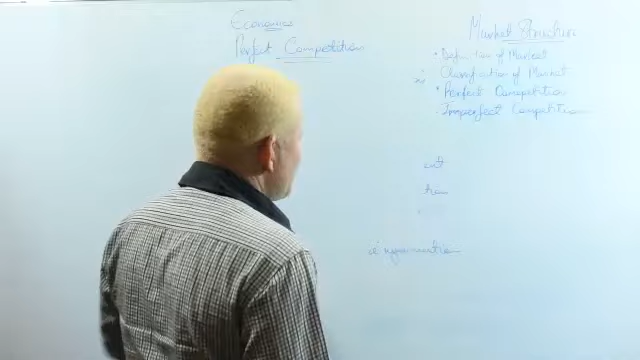 Economics
Perfect Competition
Market Structure
• Definition of Market
Classification of Market
• Perfect Competition
• Imperfect Competition